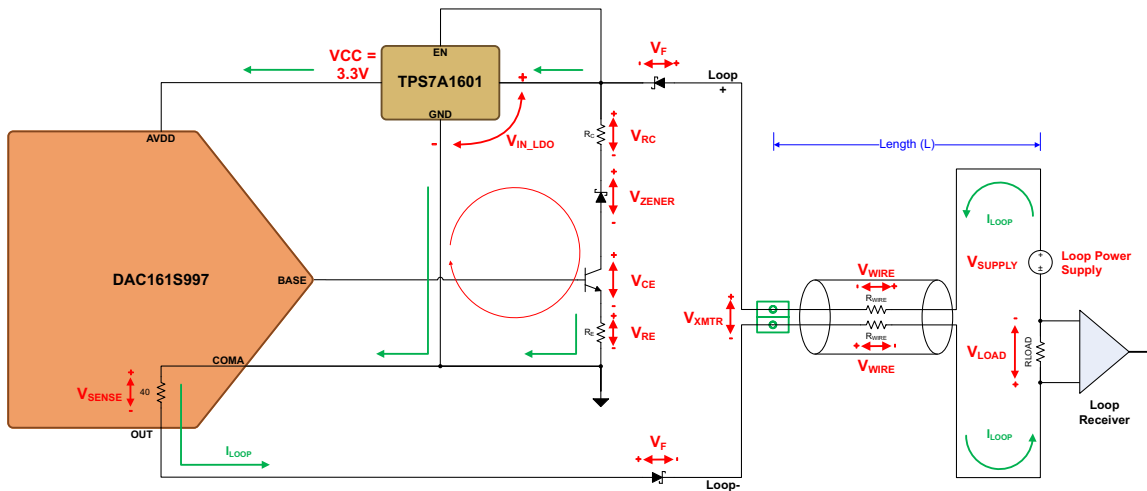 EN
VCC =
3.3V
TPS7A1601
GND
V_F
Loop
+
AVDD
R_C
V_RC
V_IN_LDO
V_ZENER
Length (L)
I_LOOP
DAC161S997
BASE
V_CE
V_SUPPLY
Loop Power
Supply
V_WIRE
R_WIRE
V_XMTR
R_E
V_RE
R_WIRE
V_WIRE
V_LOAD
RLOAD
COMA
V_SENSE
40
OUT
Loop
Receiver
I_LOOP
I_LOOP
V_F
Loop-